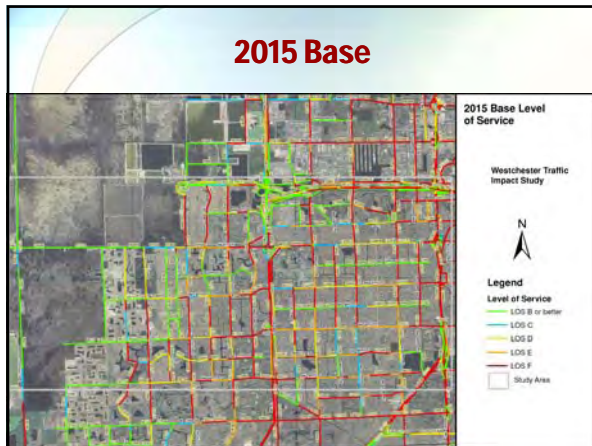 2015 Base
2015 Base Level
of Service
Westchester Traffic
Impact Study
N
Legend
Level of Service
LOS B or better
LOS C
LOS D
LOS E
LOS F
Study Area